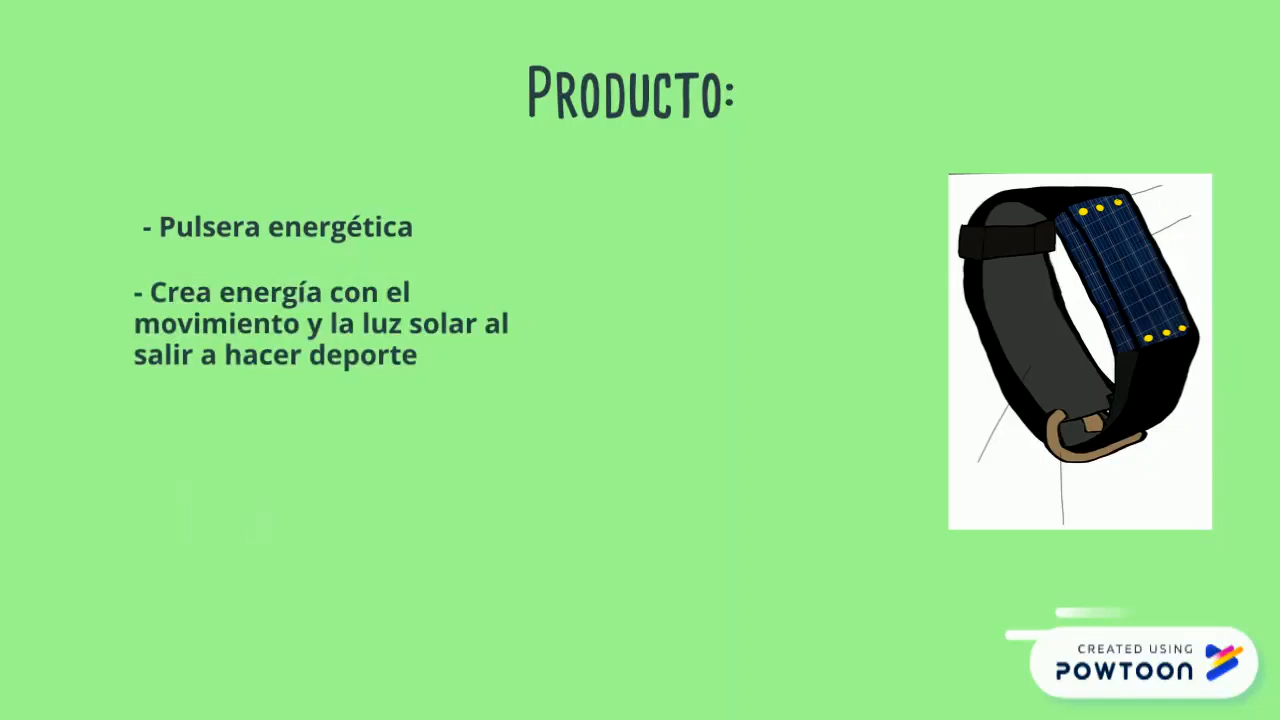 PRODUCTO:
- Pulsera energética
- Crea energía con el
movimiento y la luz solar al
salir a hacer deporte
CREATED USING
POWTOON